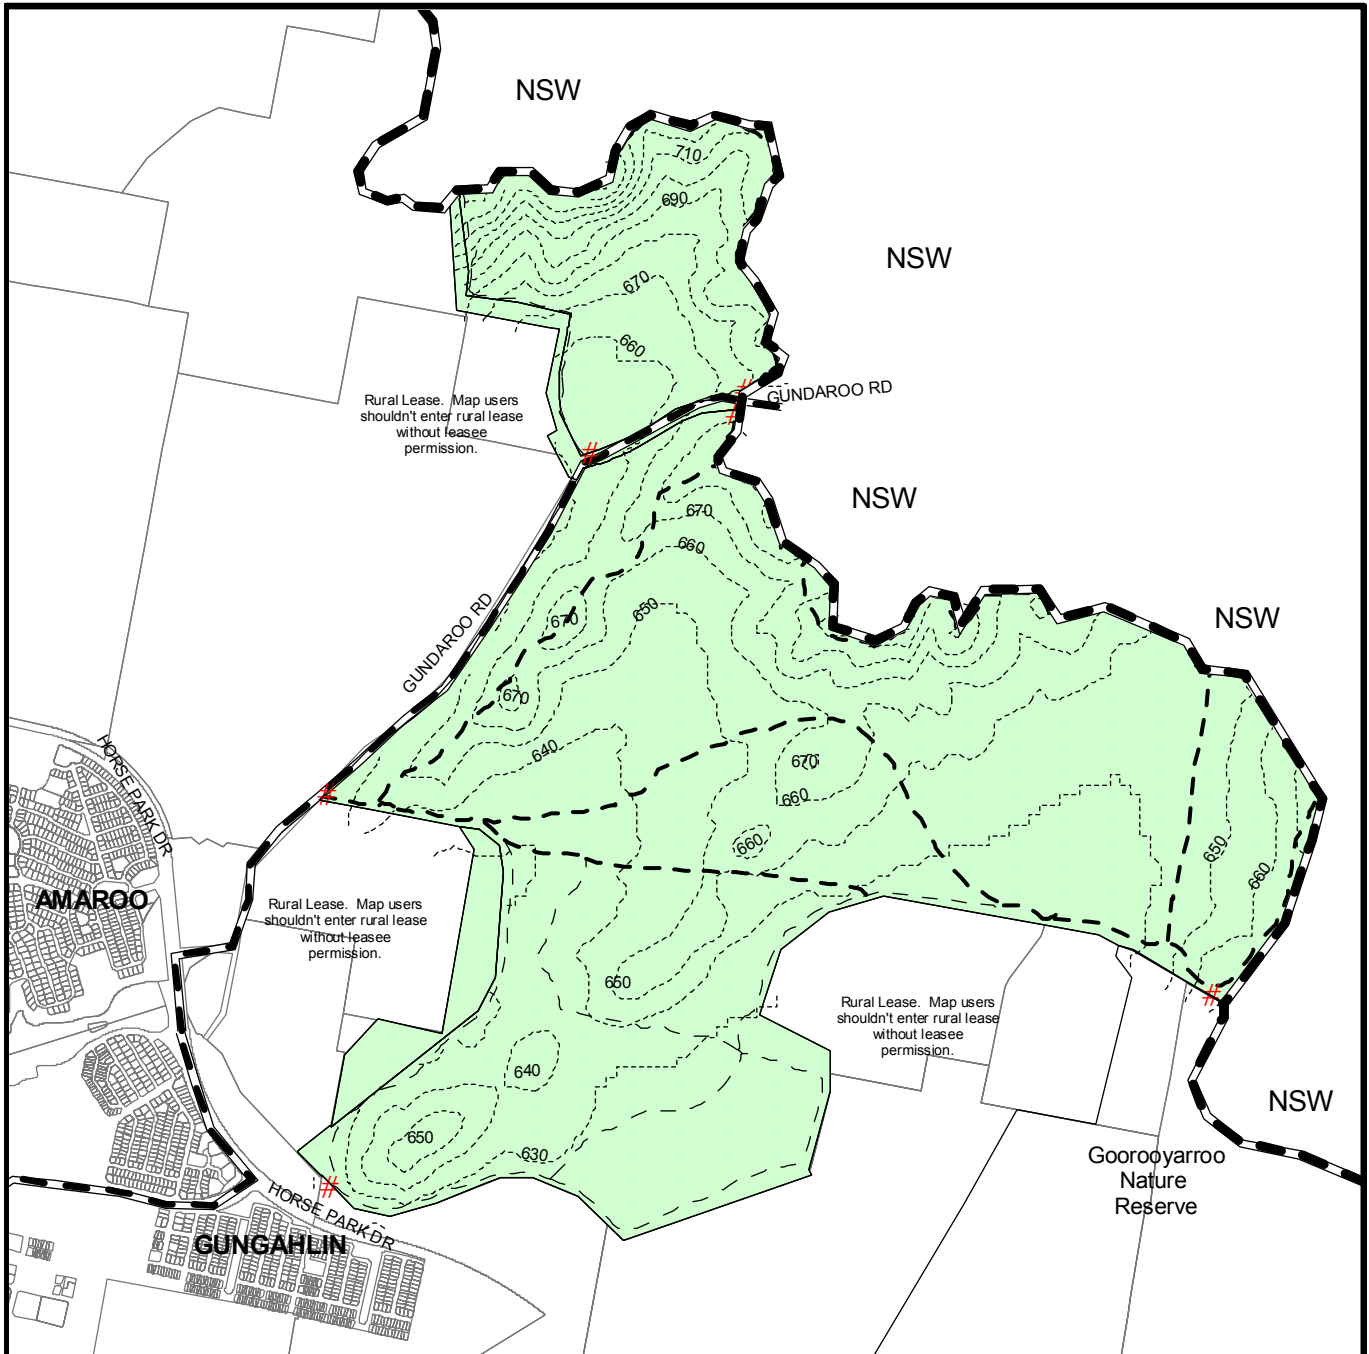 NSW
710
690
NSW
670
660
GUNDAROO RD
Rural Lease. Map users
shouldn't enter rural lease
without leasee
permission.
NSW
670
660
650
670
GUNDAROO RD
NSW
670
HORSE PARK DR
640
670
660
660
650
660
AMAROO
Rural Lease. Map users
shouldn't enter rural lease
without leasee
permission.
650
Rural Lease. Map users
shouldn't enter rural lease
without leasee
permission.
640
NSW
650
630
Goorooyarroo
Nature
Reserve
HORSE PARK DR
GUNGAHLIN